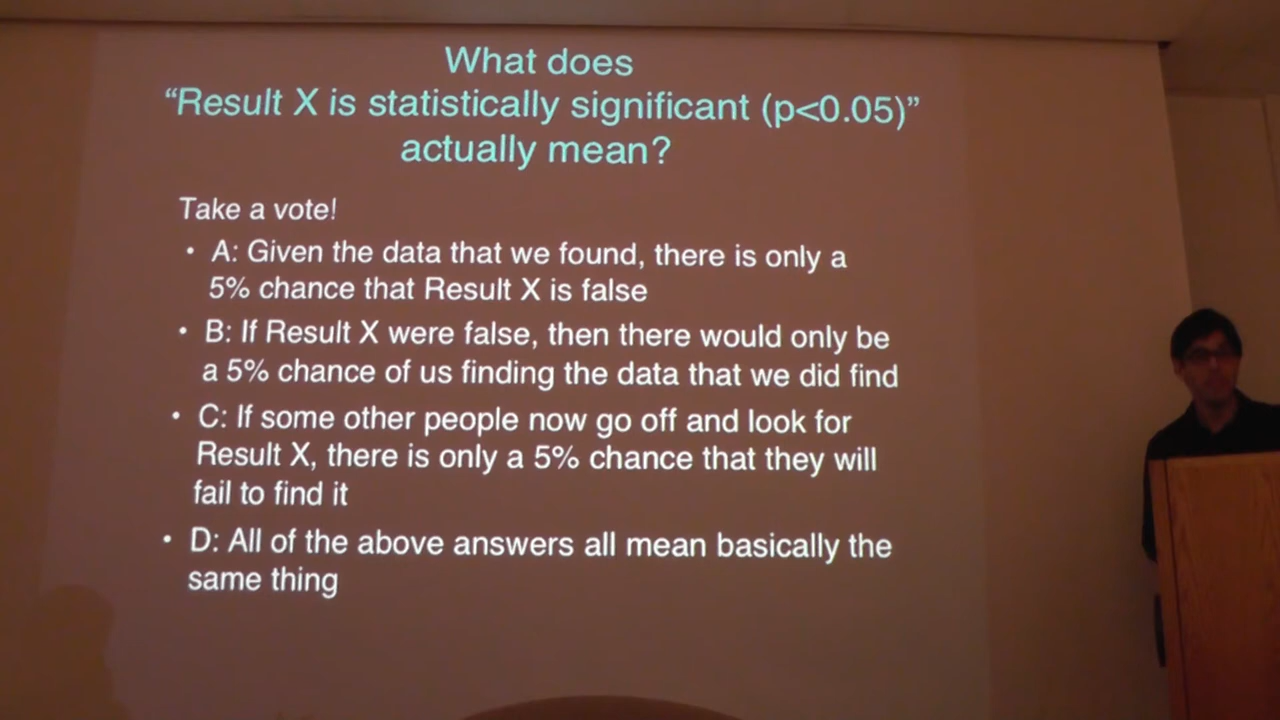 What does
“Result X is statistically significant (p<0.05)”
actually mean?
Take a vote!
• A: Given the data that we found, there is only a
5% chance that Result X is false
• B: If Result X were false, then there would only be
a 5% chance of us finding the data that we did find
• C: If some other people now go off and look for
Result X, there is only a 5% chance that they will
fail to find it
• D: All of the above answers all mean basically the
same thing